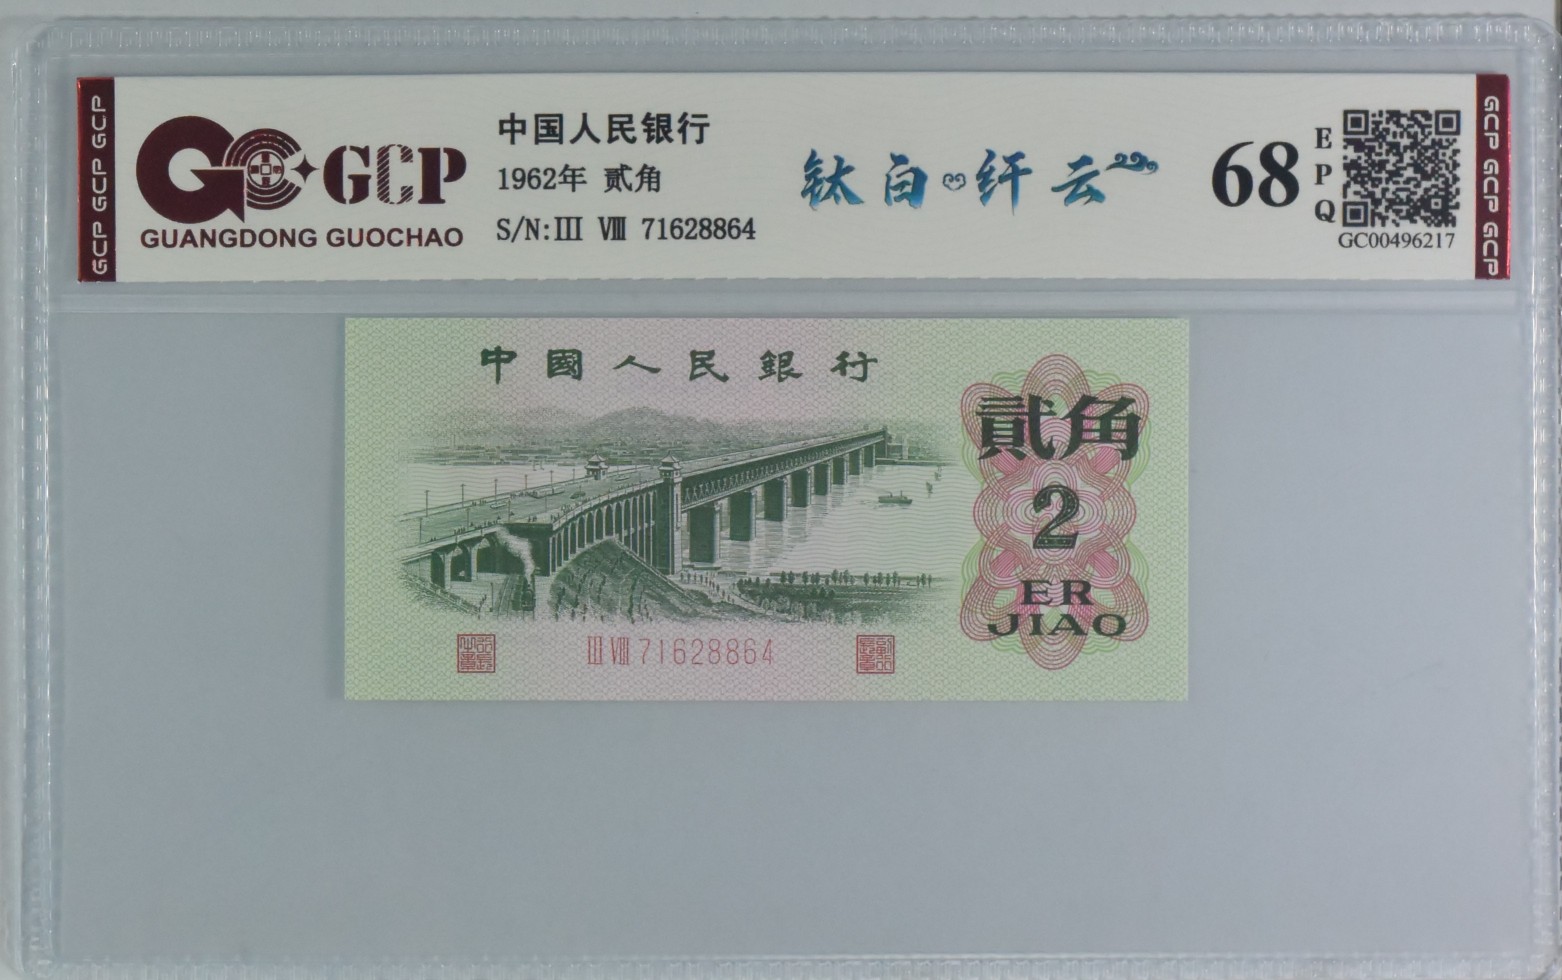 GCP GCP GCP
GCP
GUANGDONG GUOCHAO
中国人民银行
1962年 贰角
S/N:III VIII 71628864
钛白纤云
68
EPQ
GC00496217
GCP GCP GCP
中國人民銀行
貳角
2
ER
JIAO
III VIII 71628864